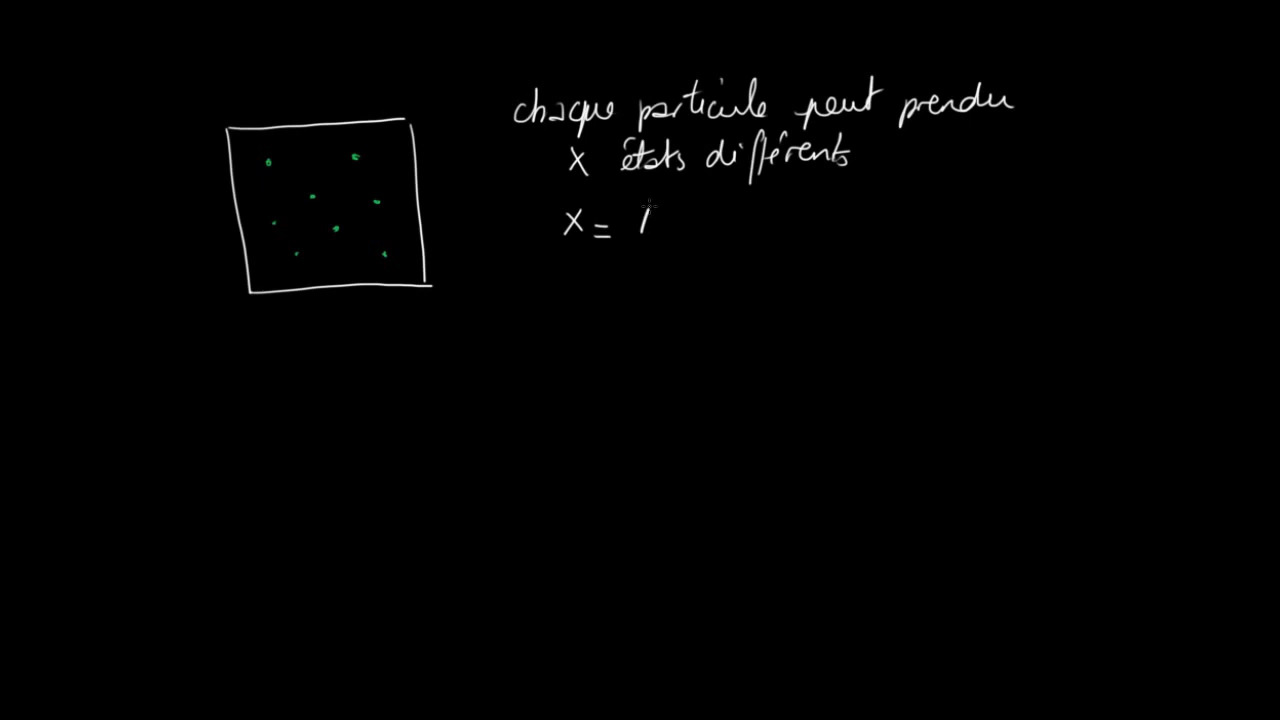 chaque particule peut prendre
x états différents
x = 1